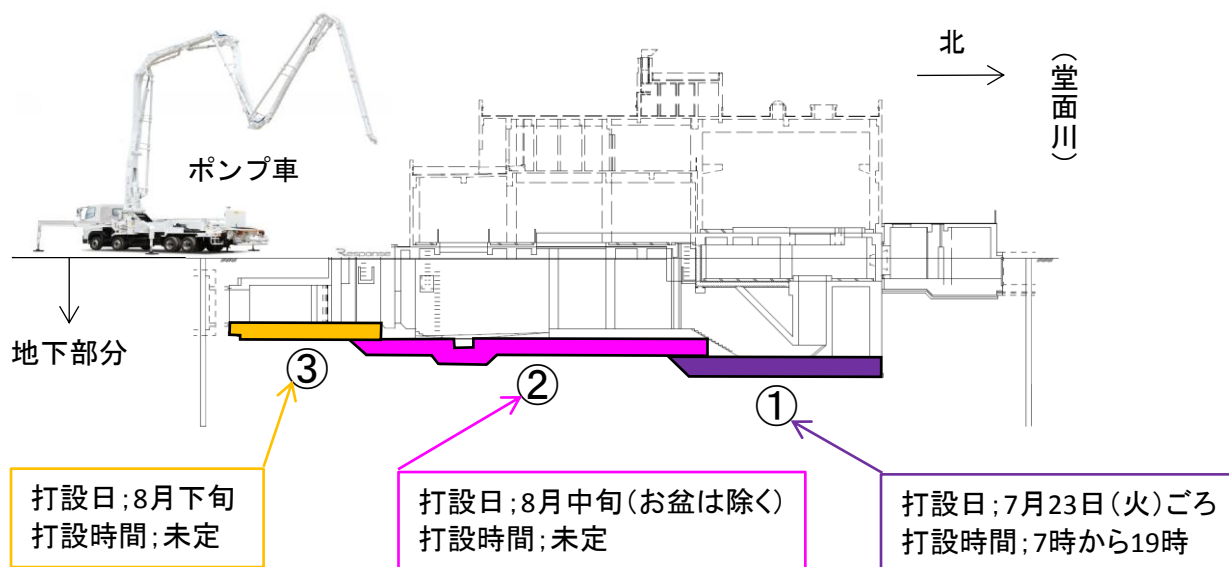 北
(堂面川)
ポンプ車
Response
地下部分
③
②
①
打設日;8月下旬
打設時間;未定
打設日;8月中旬(お盆は除く)
打設時間;未定
打設日;7月23日(火)ごろ
打設時間;7時から19時